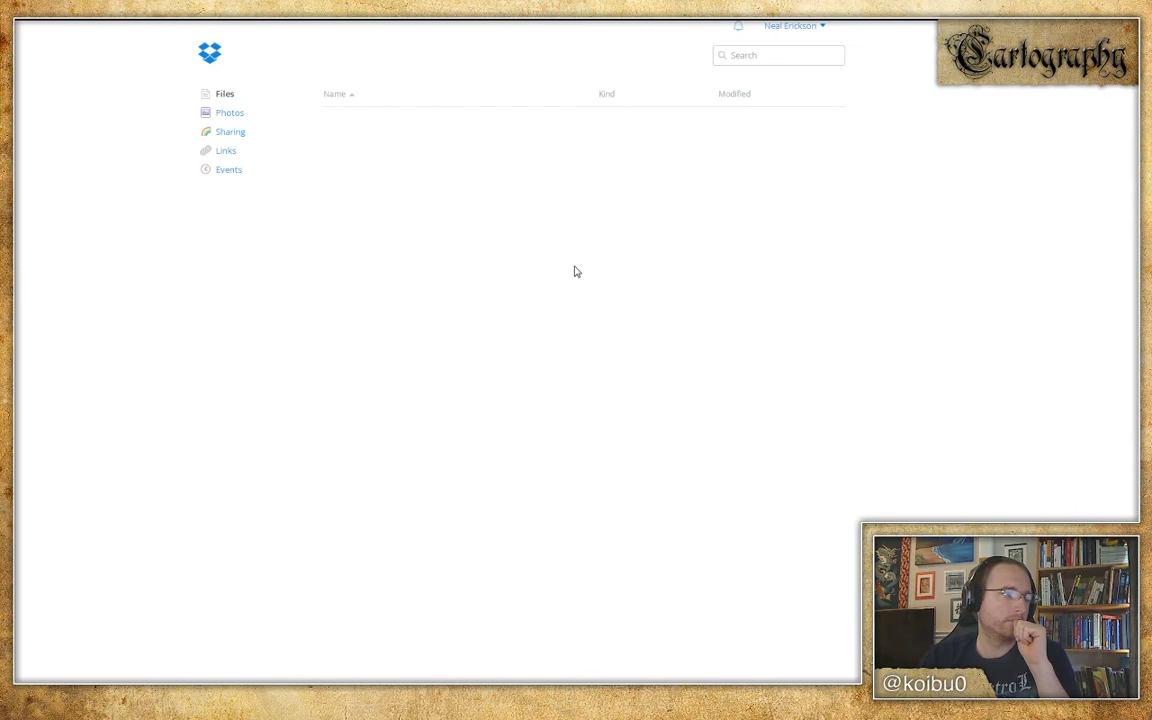 Neal Erickson
Cartography
Search
Files
Name
Kind
Modified
Photos
Sharing
Links
Events
@koibu0